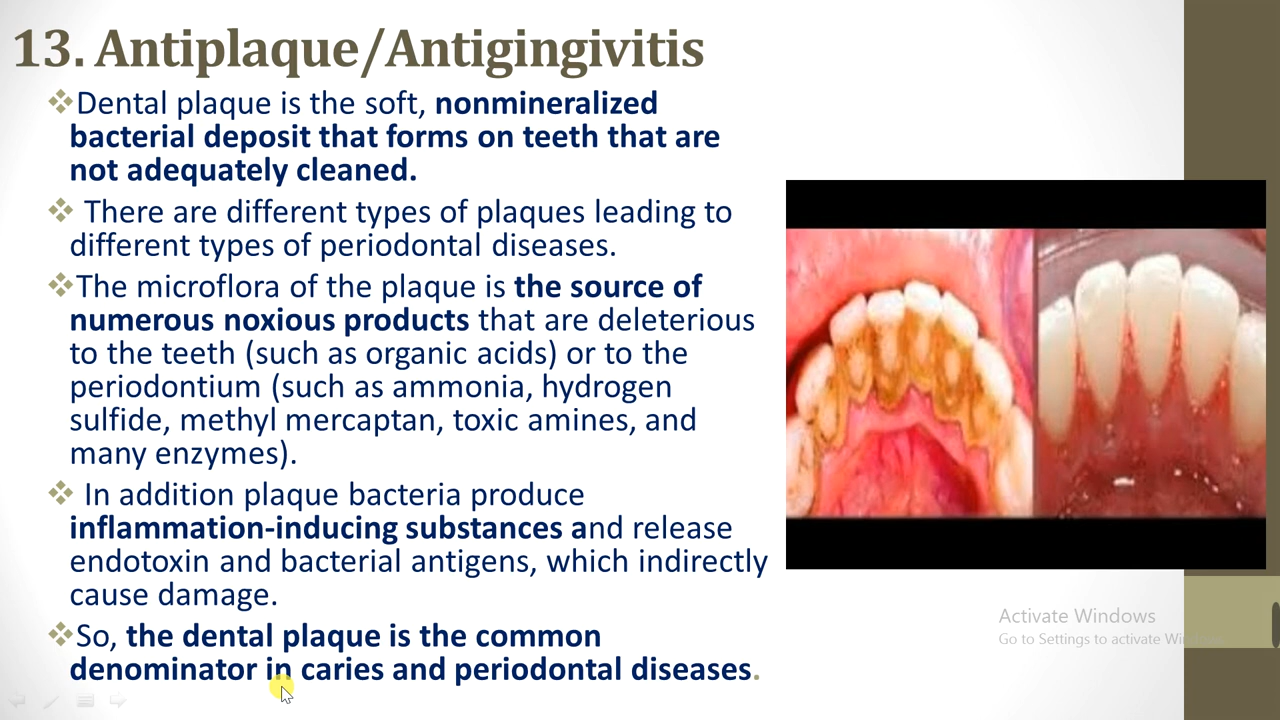 13. Antiplaque/Antigingivitis
❖Dental plaque is the soft, nonmineralized
bacterial deposit that forms on teeth that are
not adequately cleaned.
❖ There are different types of plaques leading to
different types of periodontal diseases.
❖The microflora of the plaque is the source of
numerous noxious products that are deleterious
to the teeth (such as organic acids) or to the
periodontium (such as ammonia, hydrogen
sulfide, methyl mercaptan, toxic amines, and
many enzymes).
❖ In addition plaque bacteria produce
inflammation-inducing substances and release
endotoxin and bacterial antigens, which indirectly
cause damage.
❖So, the dental plaque is the common
denominator in caries and periodontal diseases.
Activate Windows
Go to Settings to activate Windows.